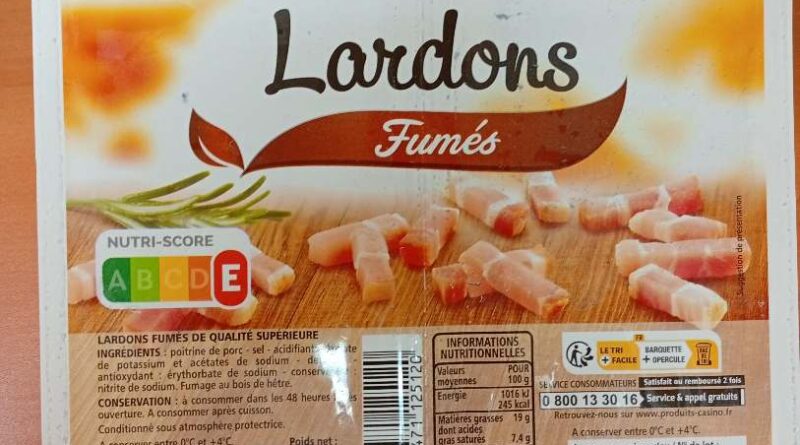 Lardons
Fumés
Suggestion de présentation
NUTRI-SCORE
A B C D E
LARDONS FUMÉS DE QUALITÉ SUPÉRIEURE
INGRÉDIENTS : poitrine de porc - sel - acidifiant
de potassium et acétates de sodium -
antioxydant : érythorbate de sodium -
nitrite de sodium. Fumage au bois de hêtre.
CONSERVATION : à consommer dans les 48 heures
ouverture. A consommer après cuisson.
Conditionné sous atmosphère protectrice.
A conserver entre 0°C et +4°C.
Poids net :
INFORMATIONS
NUTRITIONNELLES
Valeurs POUR
moyennes 100 g
Energie 1016 kJ
245 kcal
Matières grasses 19 g
dont acides
gras saturés 7,4 g
FR
LE TRI
+ FACILE
BARQUETTE
+ OPERCULE
SERVICE CONSOMMATEURS Satisfait ou remboursé 2 fois
0 800 13 30 16 Service & appel gratuits
Retrouvez-nous sur www.produits-casino.fr
A conserver entre 0°C et +4°C.